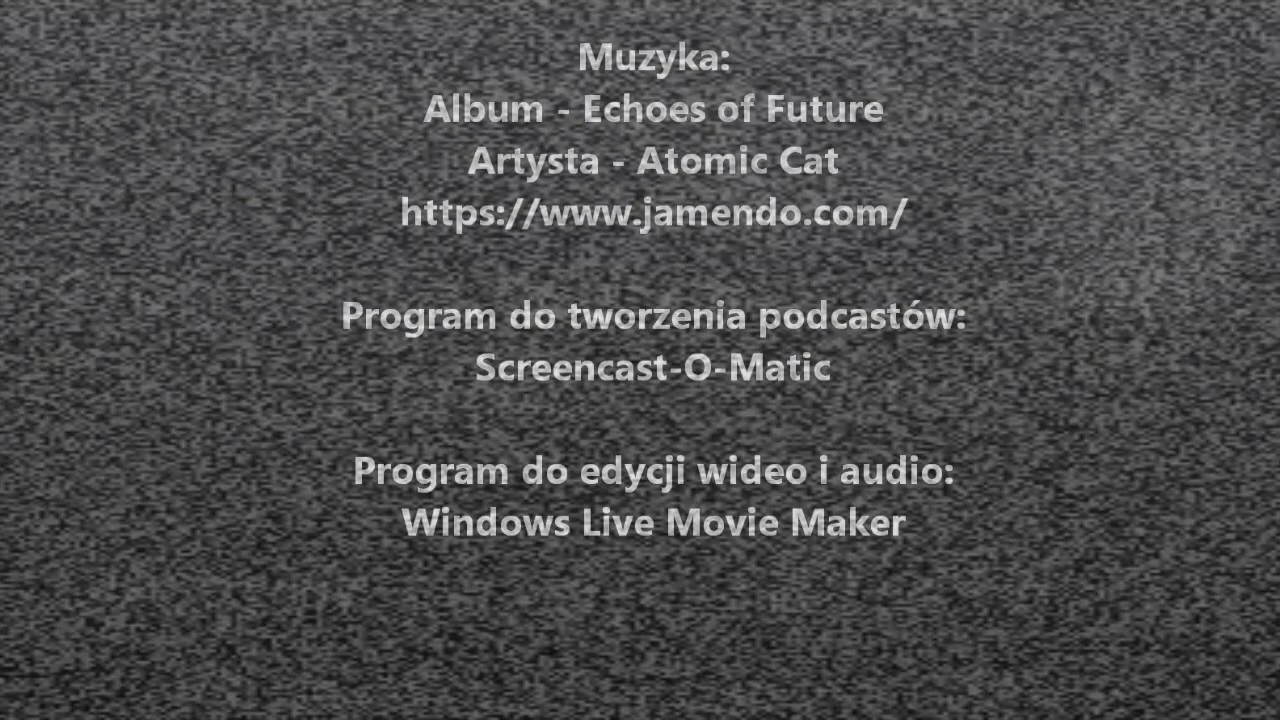 Muzyka:
Album - Echoes of Future
Artysta - Atomic Cat
https://www.jamendo.com/
Program do tworzenia podcastów:
Screencast-O-Matic
Program do edycji wideo i audio:
Windows Live Movie Maker